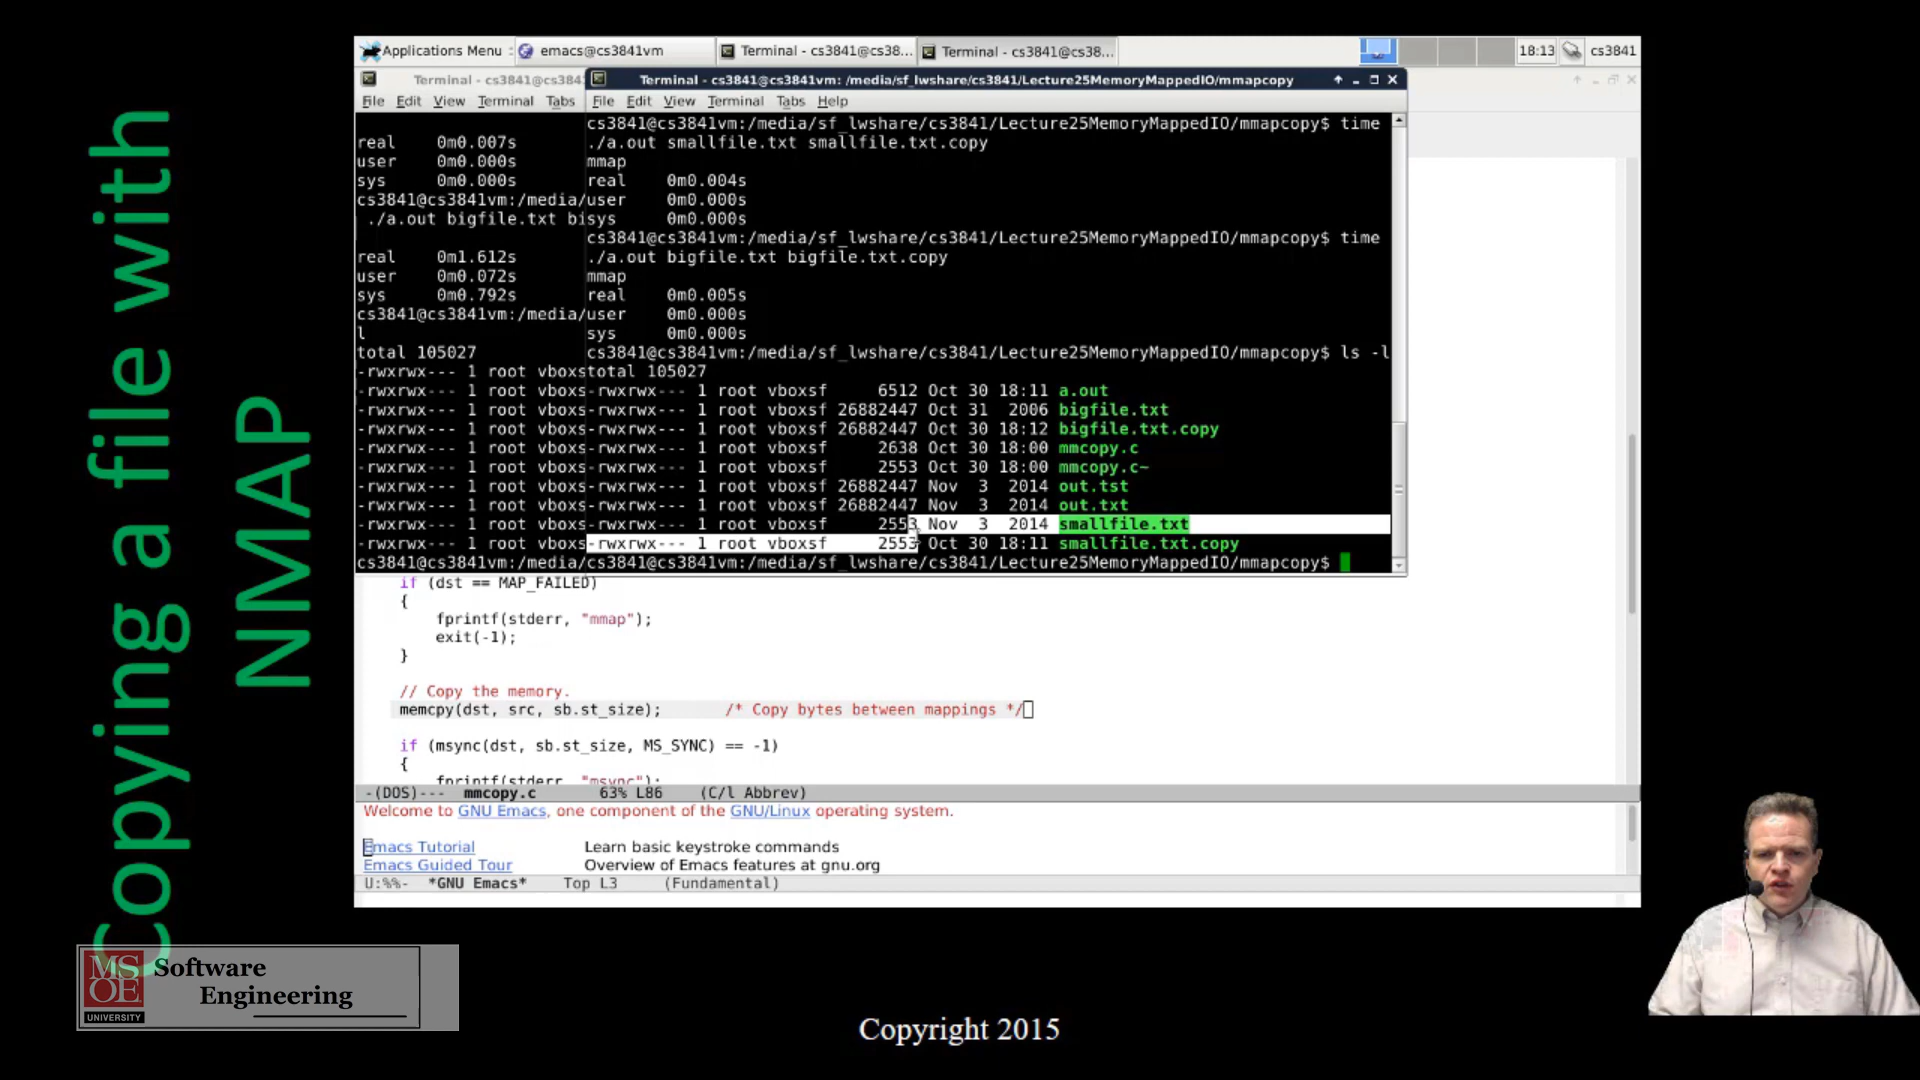 Copying a file with
NMAP
Applications Menu
emacs@cs3841vm
Terminal - cs3841@cs38...
Terminal - cs3841@cs38...
18:13
cs3841
Terminal - cs3841@cs384
Terminal - cs3841@cs3841vm: /media/sf_lwshare/cs3841/Lecture25MemoryMappedIO/mmapcopy
File Edit View Terminal Tabs
File Edit View Terminal Tabs Help
real 0m0.007s
user 0m0.000s
sys 0m0.000s
cs3841@cs3841vm:/media/
./a.out bigfile.txt bi
real 0m1.612s
user 0m0.072s
sys 0m0.792s
cs3841@cs3841vm:/media/
l
total 105027
-rwxrwx--- 1 root vboxs
-rwxrwx--- 1 root vboxs
-rwxrwx--- 1 root vboxs
-rwxrwx--- 1 root vboxs
-rwxrwx--- 1 root vboxs
-rwxrwx--- 1 root vboxs
-rwxrwx--- 1 root vboxs
-rwxrwx--- 1 root vboxs
-rwxrwx--- 1 root vboxs
-rwxrwx--- 1 root vboxs
cs3841@cs3841vm:/media/
cs3841@cs3841vm:/media/sf_lwshare/cs3841/Lecture25MemoryMappedIO/mmapcopy$ time
./a.out smallfile.txt smallfile.txt.copy
mmap
real 0m0.004s
user 0m0.000s
sys 0m0.000s
cs3841@cs3841vm:/media/sf_lwshare/cs3841/Lecture25MemoryMappedIO/mmapcopy$ time
./a.out bigfile.txt bigfile.txt.copy
mmap
real 0m0.005s
user 0m0.000s
sys 0m0.000s
cs3841@cs3841vm:/media/sf_lwshare/cs3841/Lecture25MemoryMappedIO/mmapcopy$ ls -l
total 105027
-rwxrwx--- 1 root vboxsf 6512 Oct 30 18:11 a.out
-rwxrwx--- 1 root vboxsf 26882447 Oct 31 2006 bigfile.txt
-rwxrwx--- 1 root vboxsf 26882447 Oct 30 18:12 bigfile.txt.copy
-rwxrwx--- 1 root vboxsf 2638 Oct 30 18:00 mmcopy.c
-rwxrwx--- 1 root vboxsf 2553 Oct 30 18:00 mmcopy.c~
-rwxrwx--- 1 root vboxsf 26882447 Nov 3 2014 out.tst
-rwxrwx--- 1 root vboxsf 26882447 Nov 3 2014 out.txt
-rwxrwx--- 1 root vboxsf 2553 Nov 3 2014 smallfile.txt
-rwxrwx--- 1 root vboxsf 2553 Oct 30 18:11 smallfile.txt.copy
cs3841@cs3841vm:/media/sf_lwshare/cs3841/Lecture25MemoryMappedIO/mmapcopy$
if (dst == MAP_FAILED)
{
fprintf(stderr, "mmap");
exit(-1);
}
// Copy the memory.
memcpy(dst, src, sb.st_size); /* Copy bytes between mappings */
if (msync(dst, sb.st_size, MS_SYNC) == -1)
{
fprintf(stderr, "msync");
-(DOS)--- mmcopy.c 63% L86 (C/l Abbrev)
Welcome to GNU Emacs, one component of the GNU/Linux operating system.
Emacs Tutorial Learn basic keystroke commands
Emacs Guided Tour Overview of Emacs features at gnu.org
U:%%- *GNU Emacs* Top L3 (Fundamental)
MS
OE
UNIVERSITY
Software
Engineering
Copyright 2015